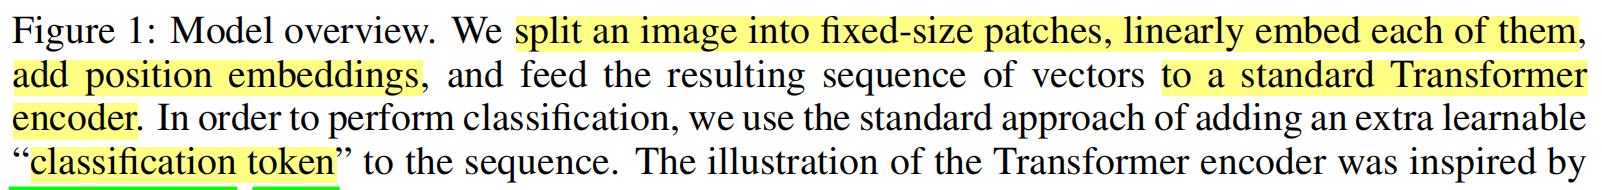 Figure 1: Model overview. We split an image into fixed-size patches, linearly embed each of them,
add position embeddings, and feed the resulting sequence of vectors to a standard Transformer
encoder. In order to perform classification, we use the standard approach of adding an extra learnable
“classification token” to the sequence. The illustration of the Transformer encoder was inspired by